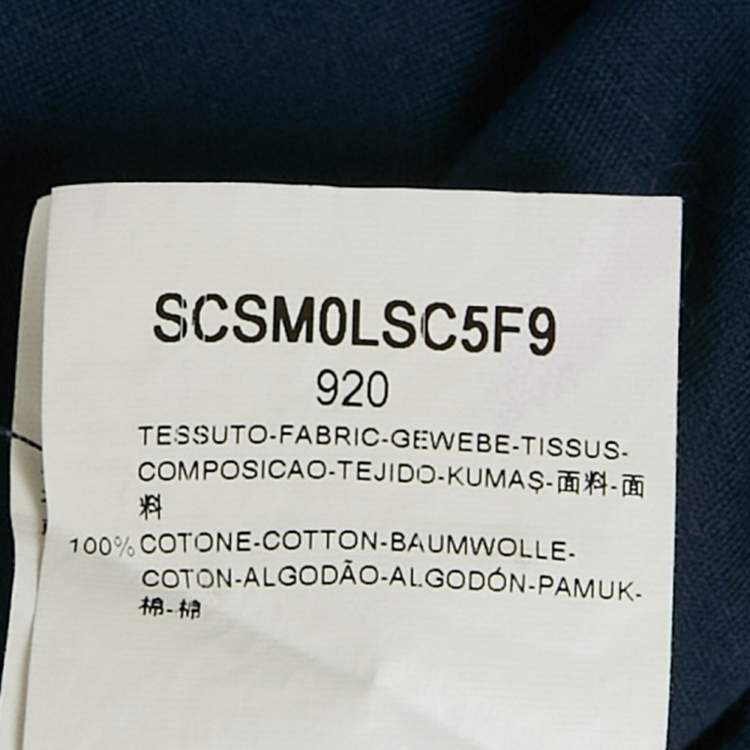 SCSM0LSC5F9
920
TESSUTO-FABRIC-GEWEBE-TISSUS-
COMPOSICAO-TEJIDO-KUMAŞ-面料-面
料
100% COTONE-COTTON-BAUMWOLLE-
COTON-ALGODÃO-ALGODÓN-PAMUK-
棉-棉